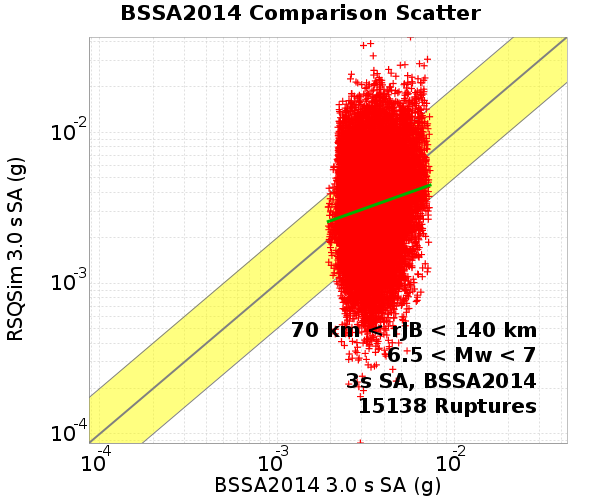 BSSA2014 Comparison Scatter
RSQSim 3.0 s SA (g)
10-2
10-3
10-4
70 km < rJB < 140 km
6.5 < Mw < 7
3s SA, BSSA2014
15138 Ruptures
10-4 10-3 10-2
BSSA2014 3.0 s SA (g)